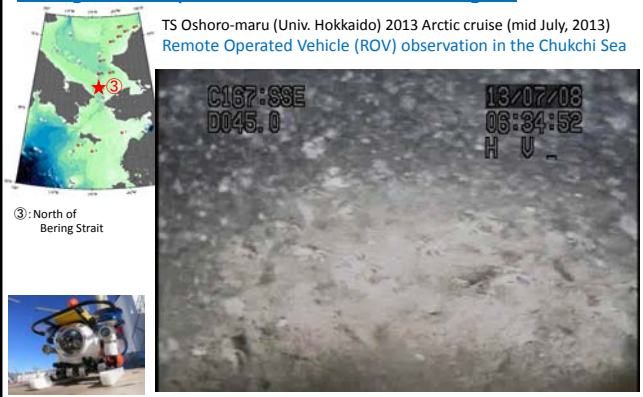 TS Oshoro-maru (Univ. Hokkaido) 2013 Arctic cruise (mid July, 2013)
Remote Operated Vehicle (ROV) observation in the Chukchi Sea
③
③: North of
Bering Strait
C167:SSE
D045.0
13/07/08
06:34:52
H V _